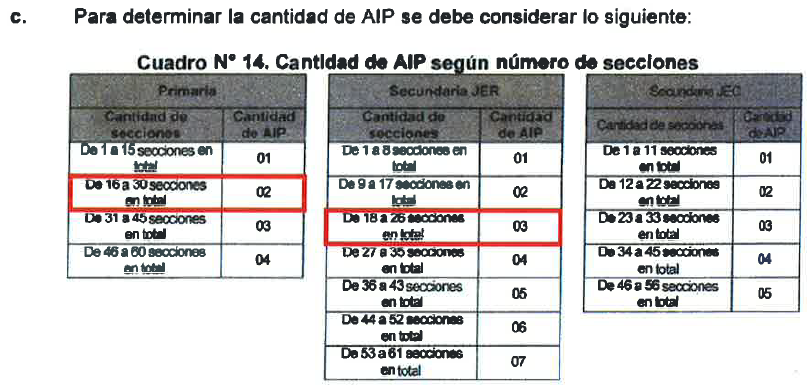 c. Para determinar la cantidad de AIP se debe considerar lo siguiente:
Cuadro N° 14. Cantidad de AIP según número de secciones
Primaria
Cantidad de
secciones
Cantidad
de AIP
De 1 a 15 secciones en
total
01
De 16 a 30 secciones
en total
02
De 31 a 45 secciones
en total
03
De 46 a 60 secciones
en total
04
Secundaria JER
Cantidad de
secciones
Cantidad
de AIP
De 1 a 8 secciones en
total
01
De 9 a 17 secciones en
total
02
De 18 a 26 secciones
en total
03
De 27 a 35 secciones
en total
04
De 36 a 43 secciones
en total
05
De 44 a 52 secciones
en total
06
De 53 a 61 secciones
en total
07
Secundaria JEC
Cantidad de secciones
Cantidad
de AIP
De 1 a 11 secciones
en total
01
De 12 a 22 secciones
en total
02
De 23 a 33 secciones
en total
03
De 34 a 45 secciones
en total
04
De 46 a 56 secciones
en total
05